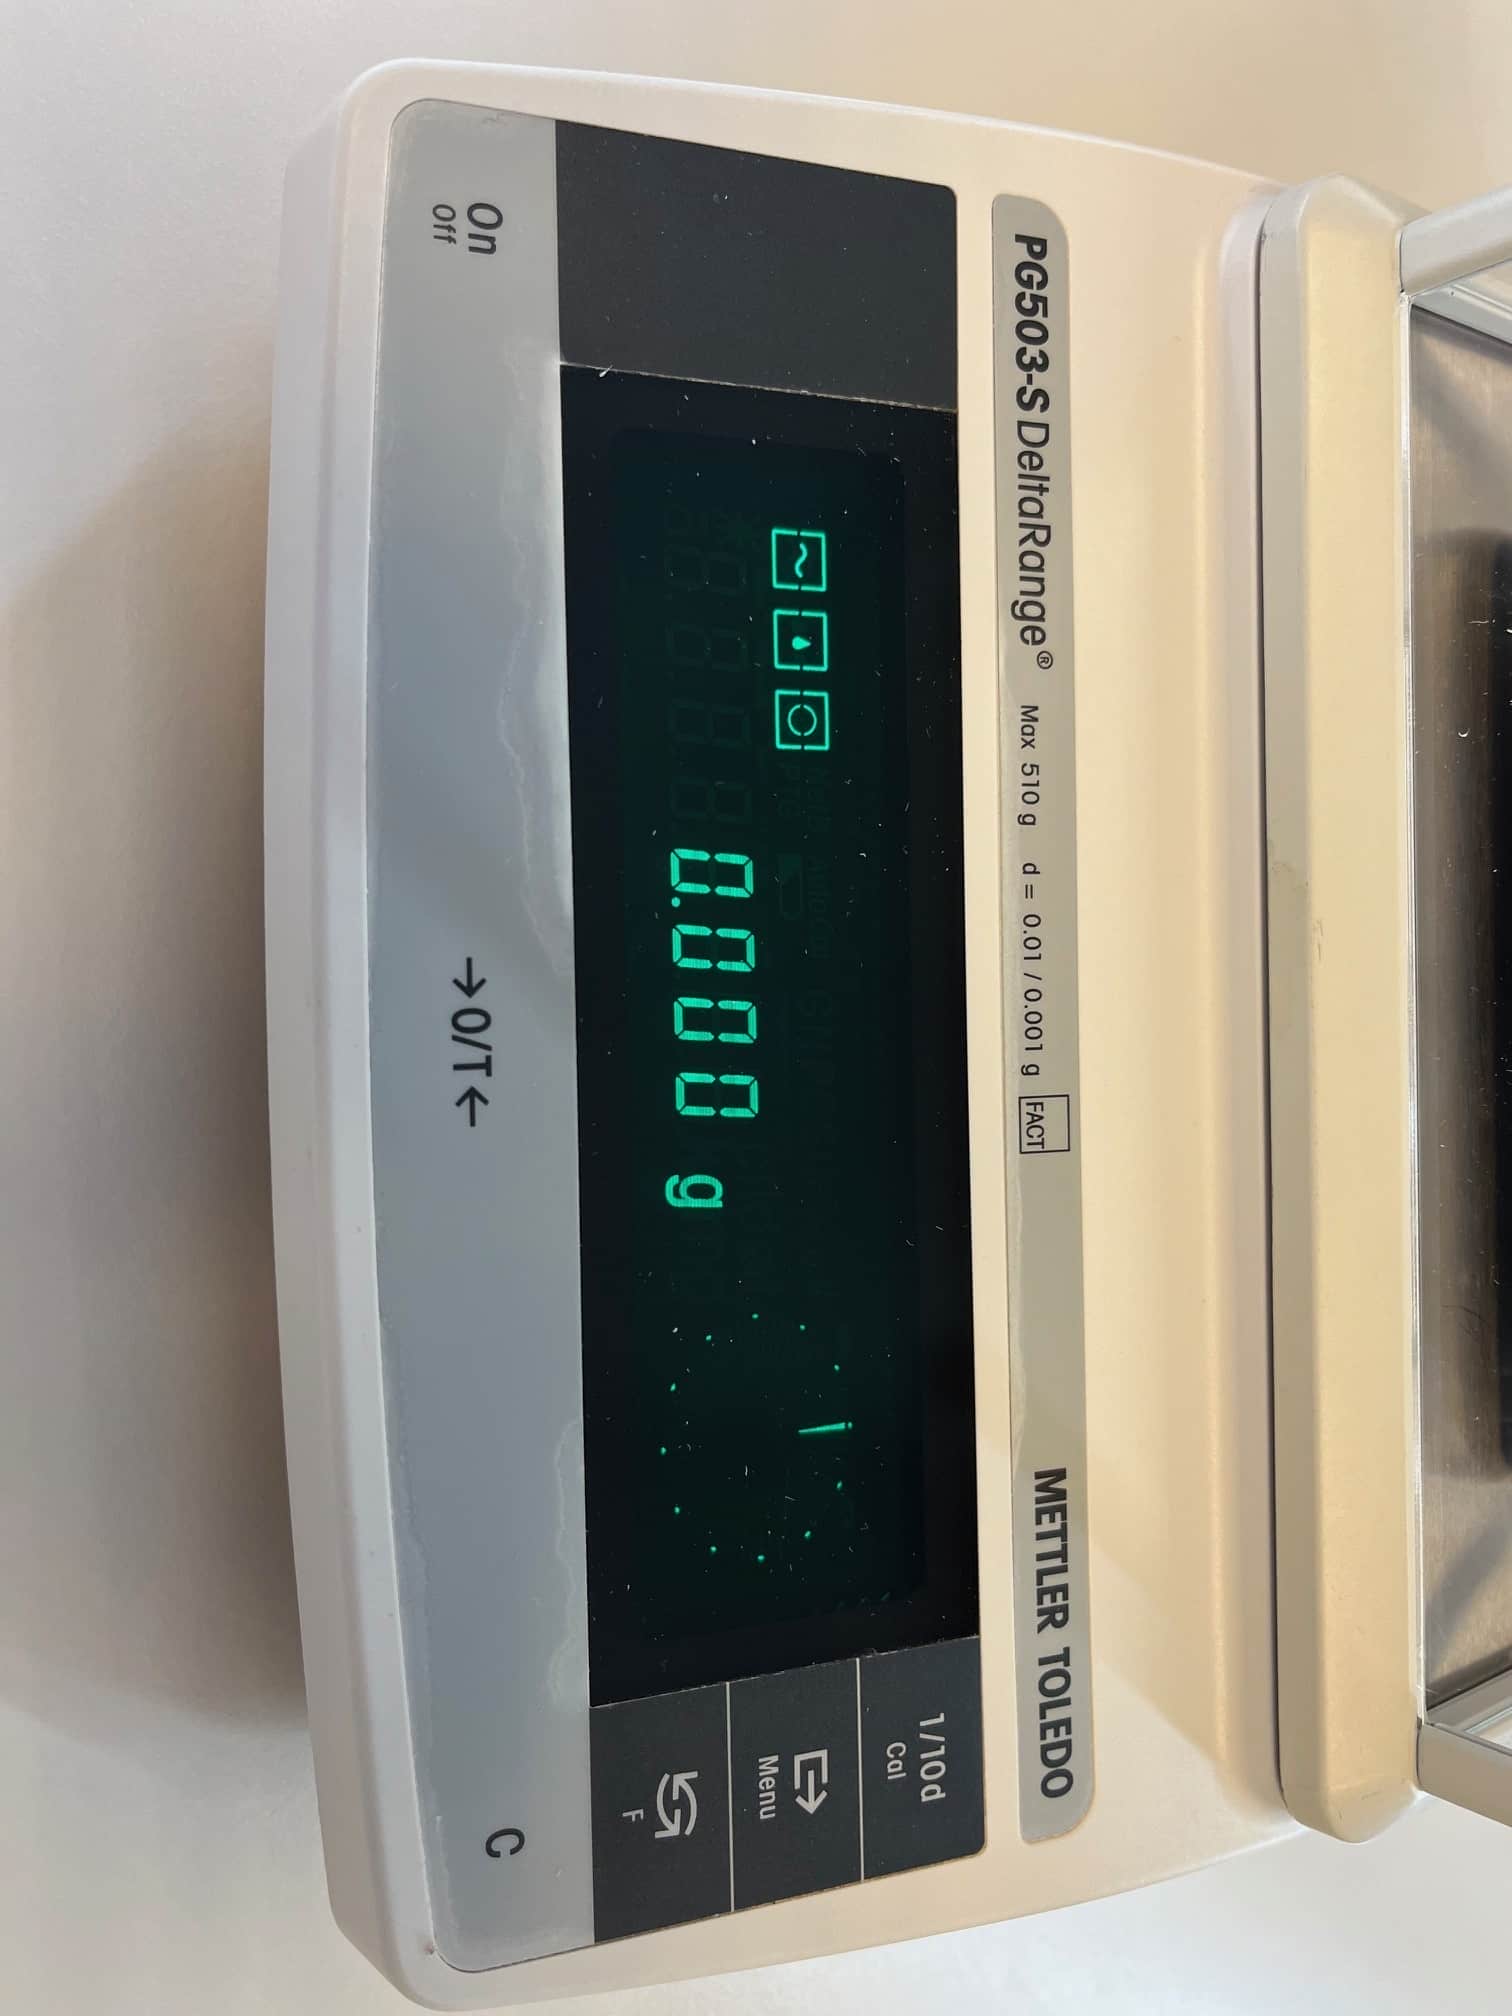 PG503-S DeltaRange® Max 510 g d = 0.01 / 0.001 g FACT METTLER TOLEDO
0.000 g
1/10d
Cal
Menu
F
On
Off
→0/T←
C